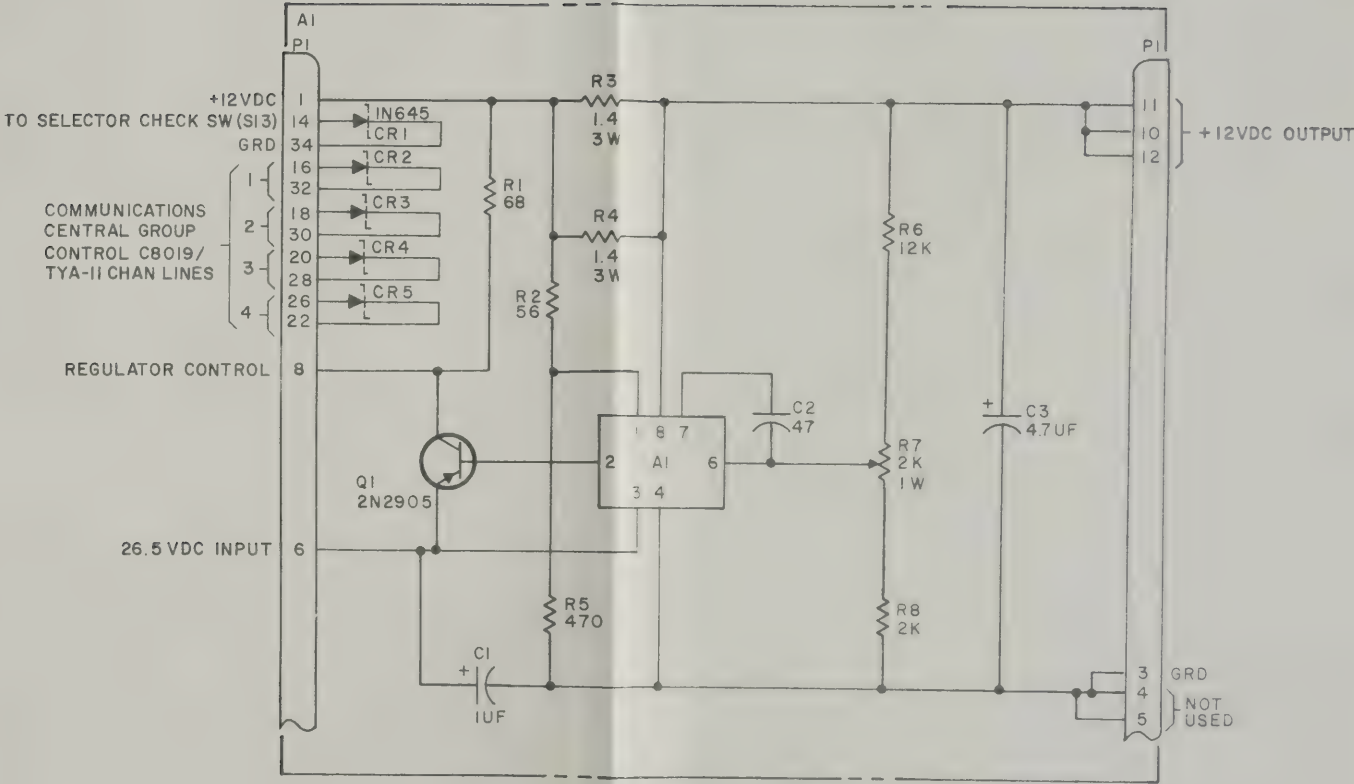 A1
P1
P1
+12VDC 1
TO SELECTOR CHECK SW (S13) 14
GRD 34
1N645
CR1
1 16 CR2
32
COMMUNICATIONS
CENTRAL GROUP
CONTROL C8019/
TYA-11 CHAN LINES
2 18 CR3
30
3 20 CR4
28
4 26 CR5
22
REGULATOR CONTROL 8
26.5 VDC INPUT 6
R1
68
R2
56
R3
1.4
3W
R4
1.4
3W
R5
470
R6
12K
R7
2K
1W
R8
2K
Q1
2N2905
1 8 7
2 A1 6
3 4
C1
+
1UF
C2
47
+ C3
4.7UF
11
10 +12VDC OUTPUT
12
3 GRD
4 NOT
5 USED